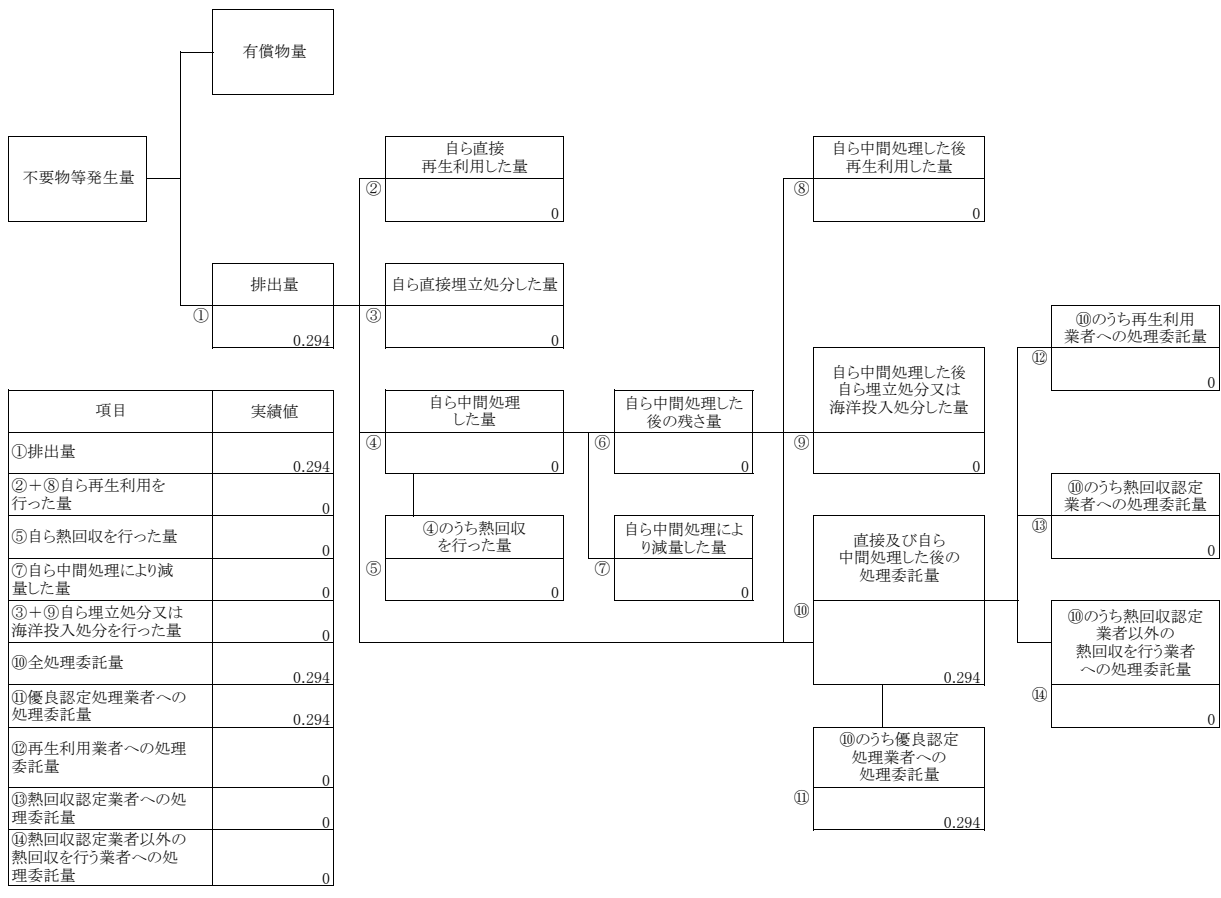 有償物量
不要物等発生量
排出量
①
0.294
自ら直接
再生利用した量
②
0
自ら直接埋立処分した量
③
0
自ら中間処理
した量
④
0
④のうち熱回収
を行った量
⑤
0
自ら中間処理した
後の残さ量
⑥
0
自ら中間処理によ
り減量した量
⑦
0
自ら中間処理した後
再生利用した量
⑧
0
自ら中間処理した後
自ら埋立処分又は
海洋投入処分した量
⑨
0
直接及び自ら
中間処理した後の
処理委託量
⑩
0.294
⑩のうち優良認定
処理業者への
処理委託量
⑪
0.294
⑩のうち再生利用
業者への処理委託量
⑫
0
⑩のうち熱回収認定
業者への処理委託量
⑬
0
⑩のうち熱回収認定
業者以外の
熱回収を行う業者
への処理委託量
⑭
0
項目
実績値
①排出量
0.294
②+⑧自ら再生利用を
行った量
0
⑤自ら熱回収を行った量
0
⑦自ら中間処理により減
量した量
0
③+⑨自ら埋立処分又は
海洋投入処分を行った量
0
⑩全処理委託量
0.294
⑪優良認定処理業者への
処理委託量
0.294
⑫再生利用業者への処理
委託量
0
⑬熱回収認定業者への処
理委託量
0
⑭熱回収認定業者以外の
熱回収を行う業者への処
理委託量
0